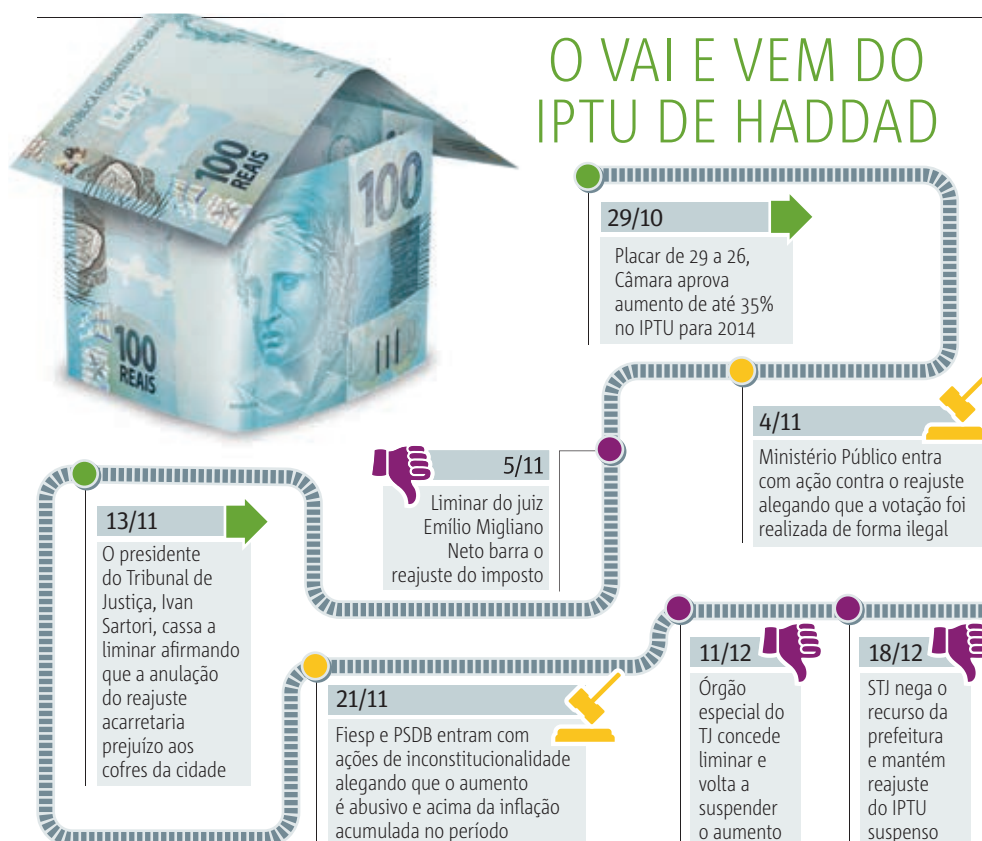 O VAI E VEM DO
IPTU DE HADDAD
REPÚBLICA FEDERATIVA DO BRASIL
100
REAIS
100
100
REAIS
29/10
Placar de 29 a 26,
Câmara aprova
aumento de até 35%
no IPTU para 2014
4/11
Ministério Público entra
com ação contra o reajuste
alegando que a votação foi
realizada de forma ilegal
5/11
Liminar do juiz
Emílio Migliano
Neto barra o
reajuste do imposto
13/11
O presidente
do Tribunal de
Justiça, Ivan
Sartori, cassa a
liminar afirmando
que a anulação
do reajuste
acarretaria
prejuízo aos
cofres da cidade
21/11
Fiesp e PSDB entram com
ações de inconstitucionalidade
alegando que o aumento
é abusivo e acima da inflação
acumulada no período
11/12
Órgão
especial do
TJ concede
liminar e
volta a
suspender
o aumento
18/12
STJ nega o
recurso da
prefeitura
e mantém
reajuste
do IPTU
suspenso